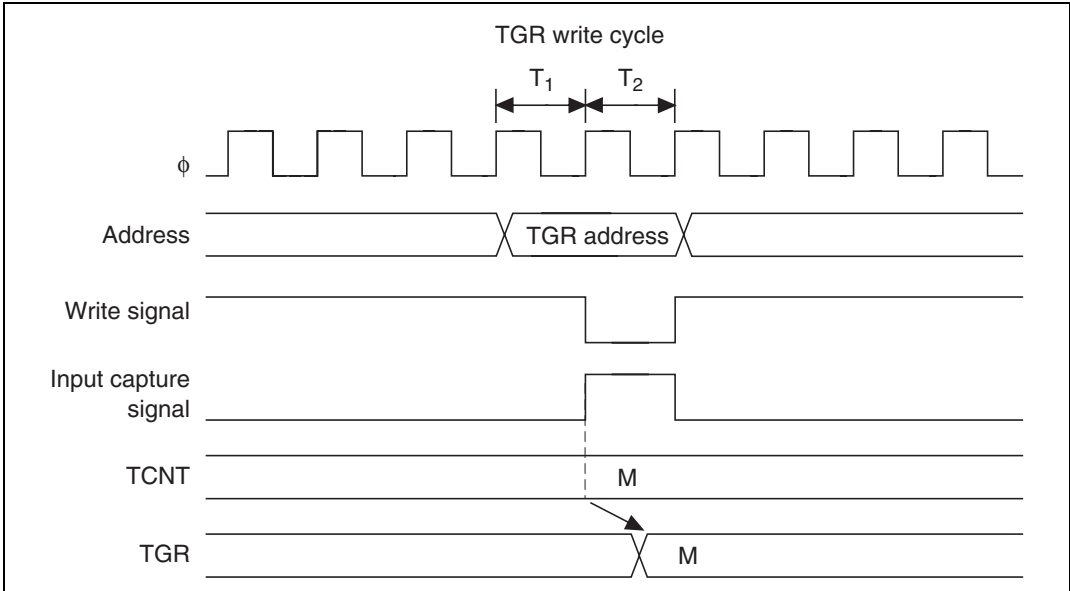 TGR write cycle
T₁ T₂
ϕ
Address TGR address
Write signal
Input capture
signal
TCNT M
TGR M